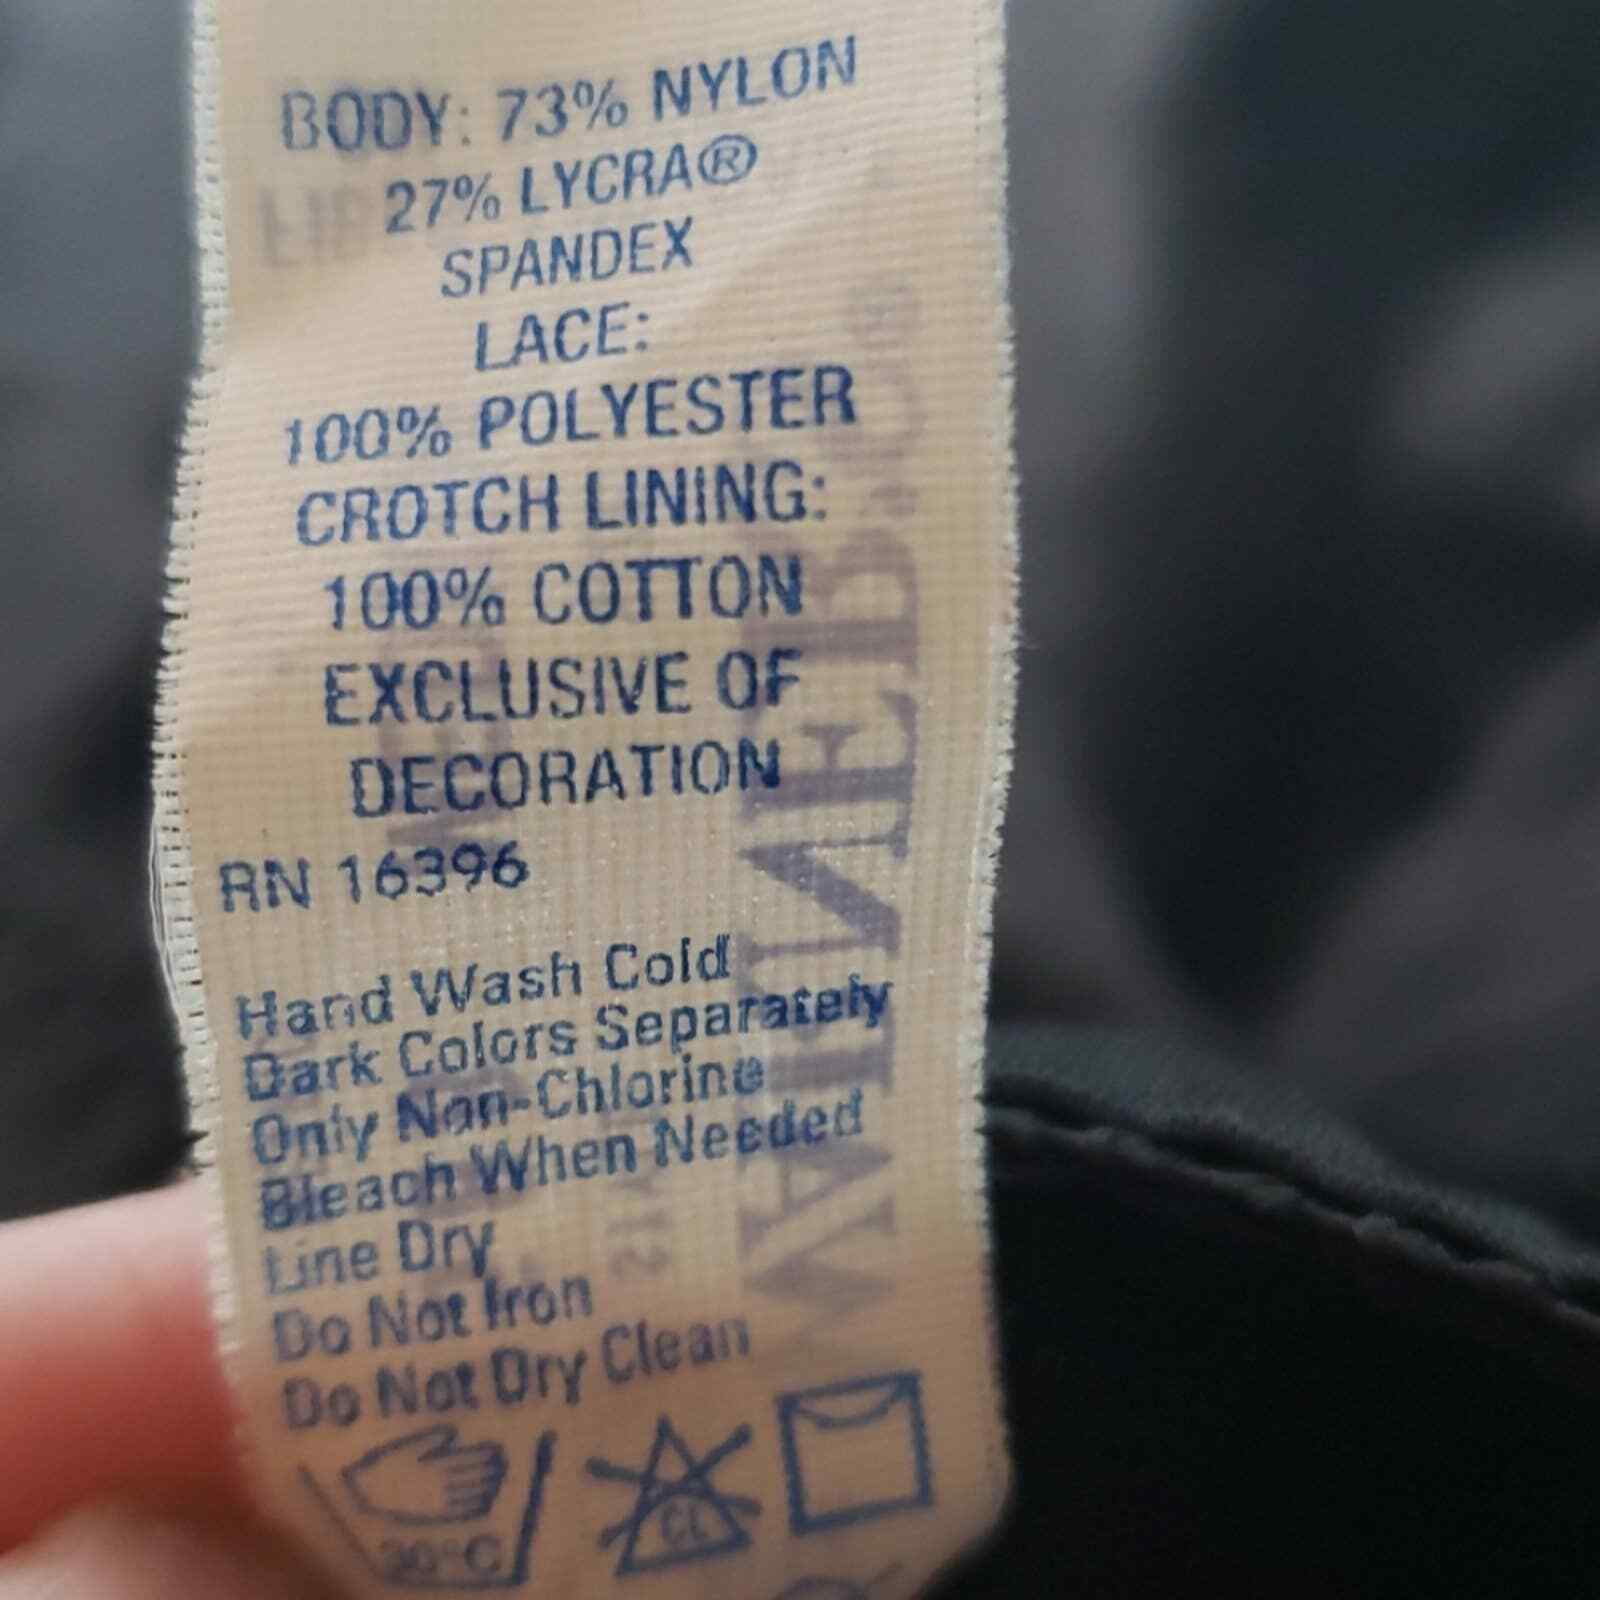 BODY: 73% NYLON
27% LYCRA®
SPANDEX
LACE:
100% POLYESTER
CROTCH LINING:
100% COTTON
EXCLUSIVE OF
DECORATION
RN 16396
Hand Wash Cold
Dark Colors Separately
Only Non-Chlorine
Bleach When Needed
Line Dry
Do Not Iron
Do Not Dry Clean
30°C
CL